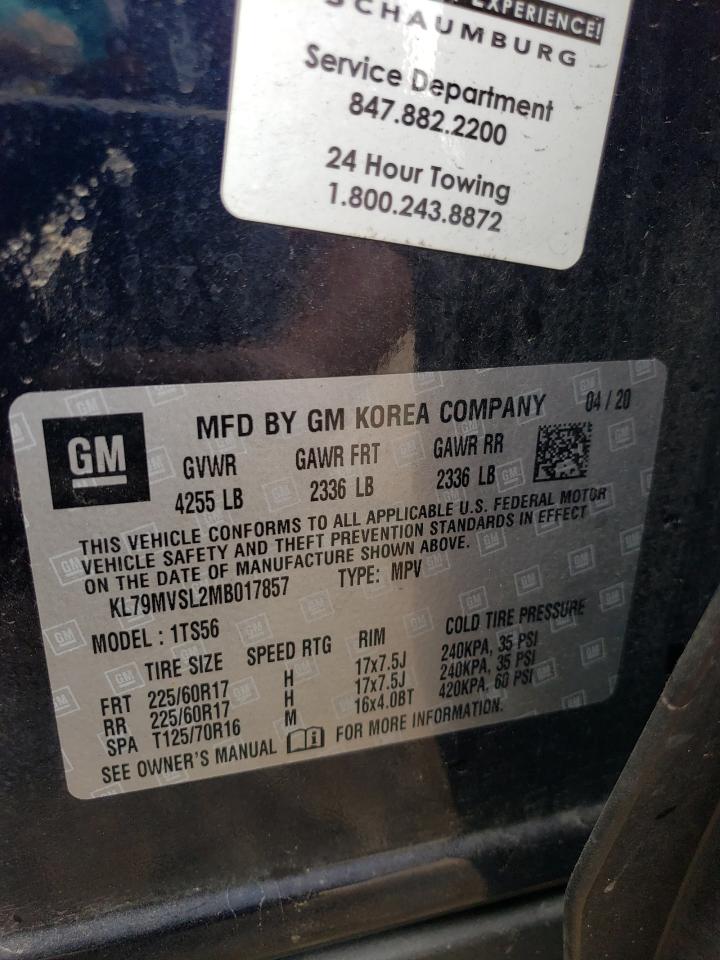 EXPERIENCE!
SCHAUMBURG
Service Department
847.882.2200
24 Hour Towing
1.800.243.8872
GM
MFD BY GM KOREA COMPANY 04 / 20
GVWR GAWR FRT GAWR RR
4255 LB 2336 LB 2336 LB
THIS VEHICLE CONFORMS TO ALL APPLICABLE U.S. FEDERAL MOTOR
VEHICLE SAFETY AND THEFT PREVENTION STANDARDS IN EFFECT
ON THE DATE OF MANUFACTURE SHOWN ABOVE.
KL79MVSL2MB017857 TYPE: MPV
MODEL : 1TS56
TIRE SIZE SPEED RTG RIM COLD TIRE PRESSURE
FRT 225/60R17 H 17x7.5J 240KPA, 35 PSI
RR 225/60R17 H 17x7.5J 240KPA, 35 PSI
SPA T125/70R16 M 16x4.0BT 420KPA, 60 PSI
SEE OWNER'S MANUAL FOR MORE INFORMATION.